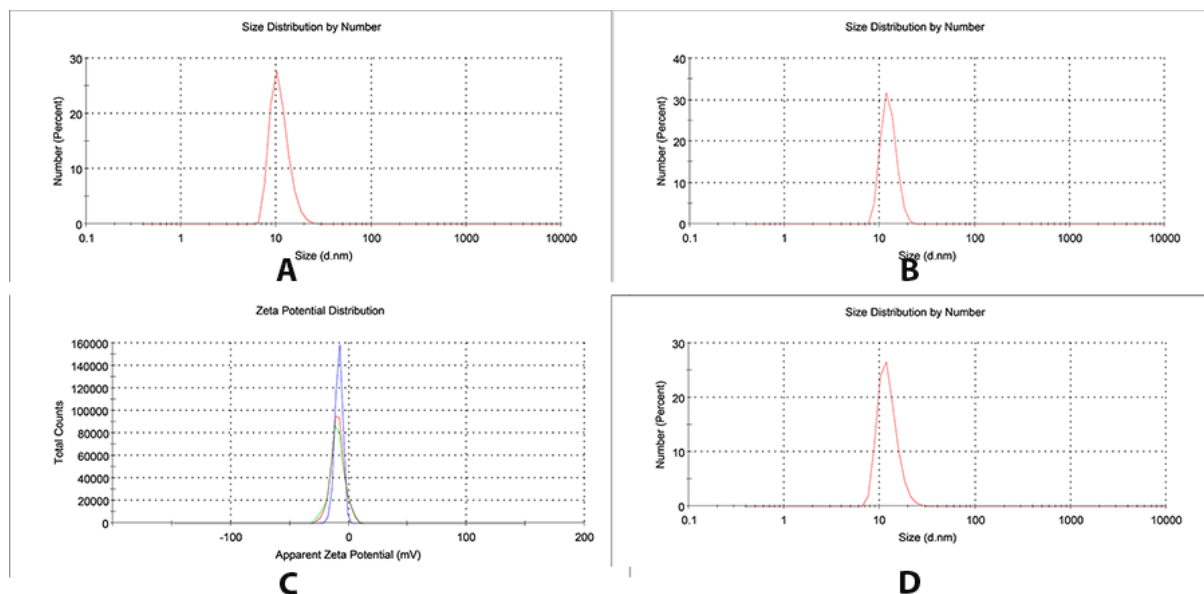 Size Distribution by Number
30
20
10
0
Number (Percent)
0.1 1 10 100 1000 10000
Size (d.nm)
A
Size Distribution by Number
40
30
20
10
0
Number (Percent)
0.1 1 10 100 1000 10000
Size (d.nm)
B
Zeta Potential Distribution
160000
140000
120000
100000
80000
60000
40000
20000
0
Total Counts
-100 0 100 200
Apparent Zeta Potential (mV)
C
Size Distribution by Number
30
20
10
0
Number (Percent)
0.1 1 10 100 1000 10000
Size (d.nm)
D